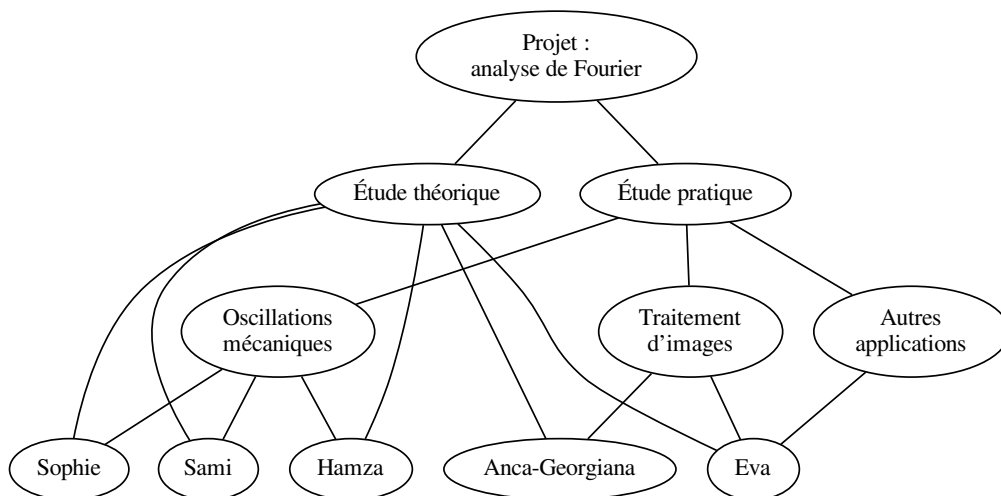 Projet :
analyse de Fourier
Étude théorique
Étude pratique
Oscillations
mécaniques
Traitement
d’images
Autres
applications
Sophie
Sami
Hamza
Anca-Georgiana
Eva